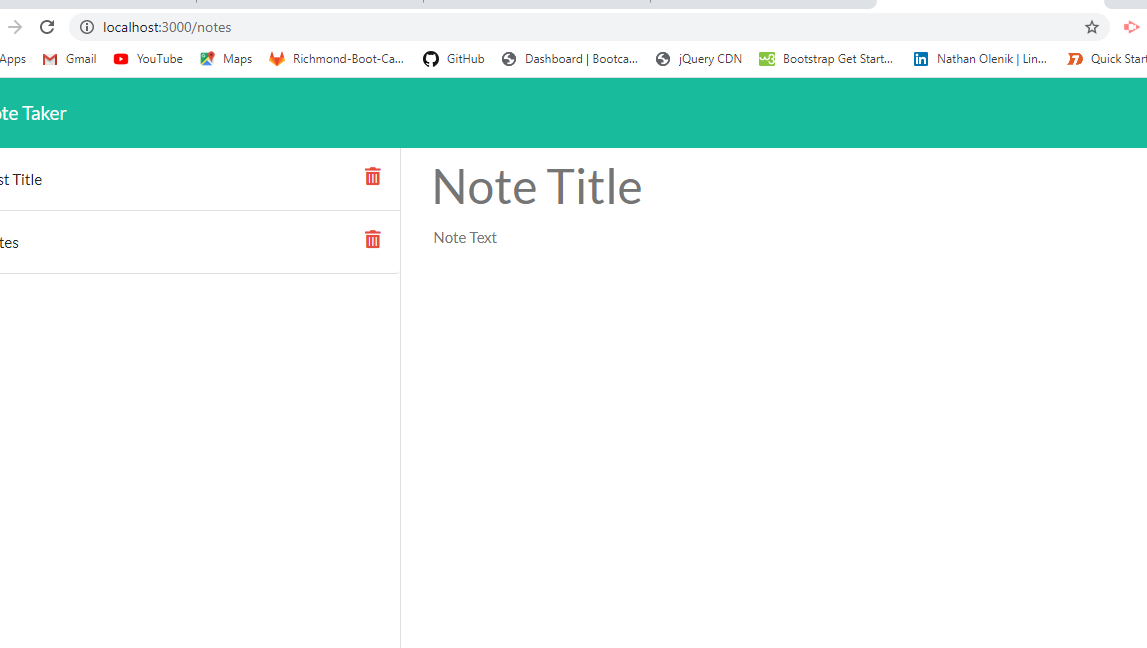 localhost:3000/notes
Apps Gmail YouTube Maps Richmond-Boot-Ca... GitHub Dashboard | Bootca... jQuery CDN Bootstrap Get Start... Nathan Olenik | Lin... Quick Start
te Taker
st Title
Note Title
Note Text
tes